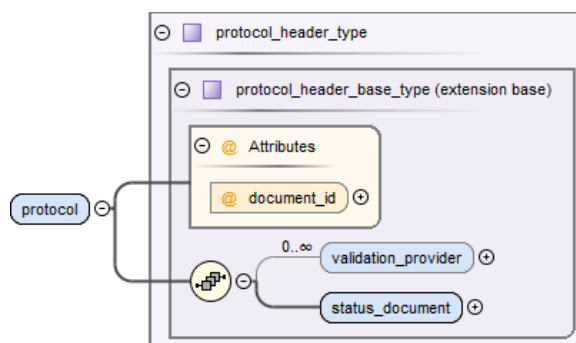 protocol_header_type
protocol_header_base_type (extension base)
@ Attributes
@ document_id
protocol
0..∞
validation_provider
status_document